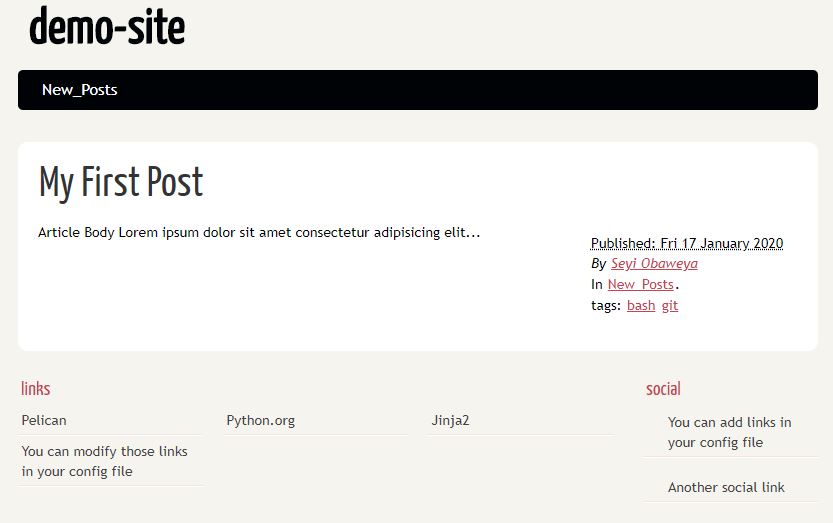 demo-site
New_Posts
My First Post
Article Body Lorem ipsum dolor sit amet consectetur adipisicing elit...
Published: Fri 17 January 2020
By Seyi Obaweya
In New_Posts.
tags: bash git
links
Pelican
Python.org
Jinja2
You can modify those links
in your config file
social
You can add links in
your config file
Another social link